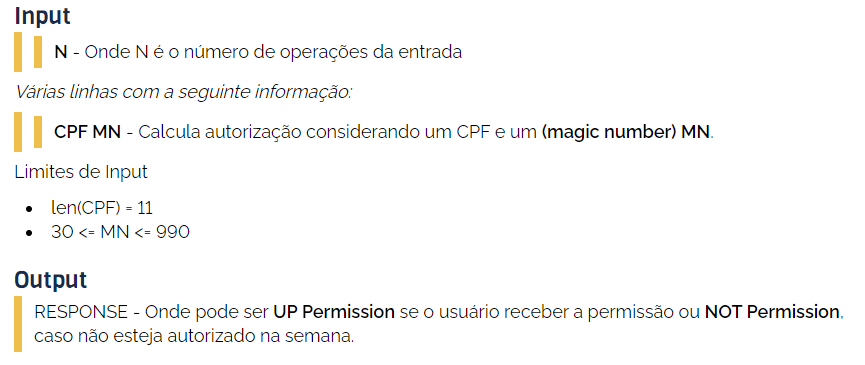 Input
N - Onde N é o número de operações da entrada
Várias linhas com a seguinte informação:
CPF MN - Calcula autorização considerando um CPF e um (magic number) MN.
Limites de Input
• len(CPF) = 11
• 30 <= MN <= 990
Output
RESPONSE - Onde pode ser UP Permission se o usuário receber a permissão ou NOT Permission,
caso não esteja autorizado na semana.